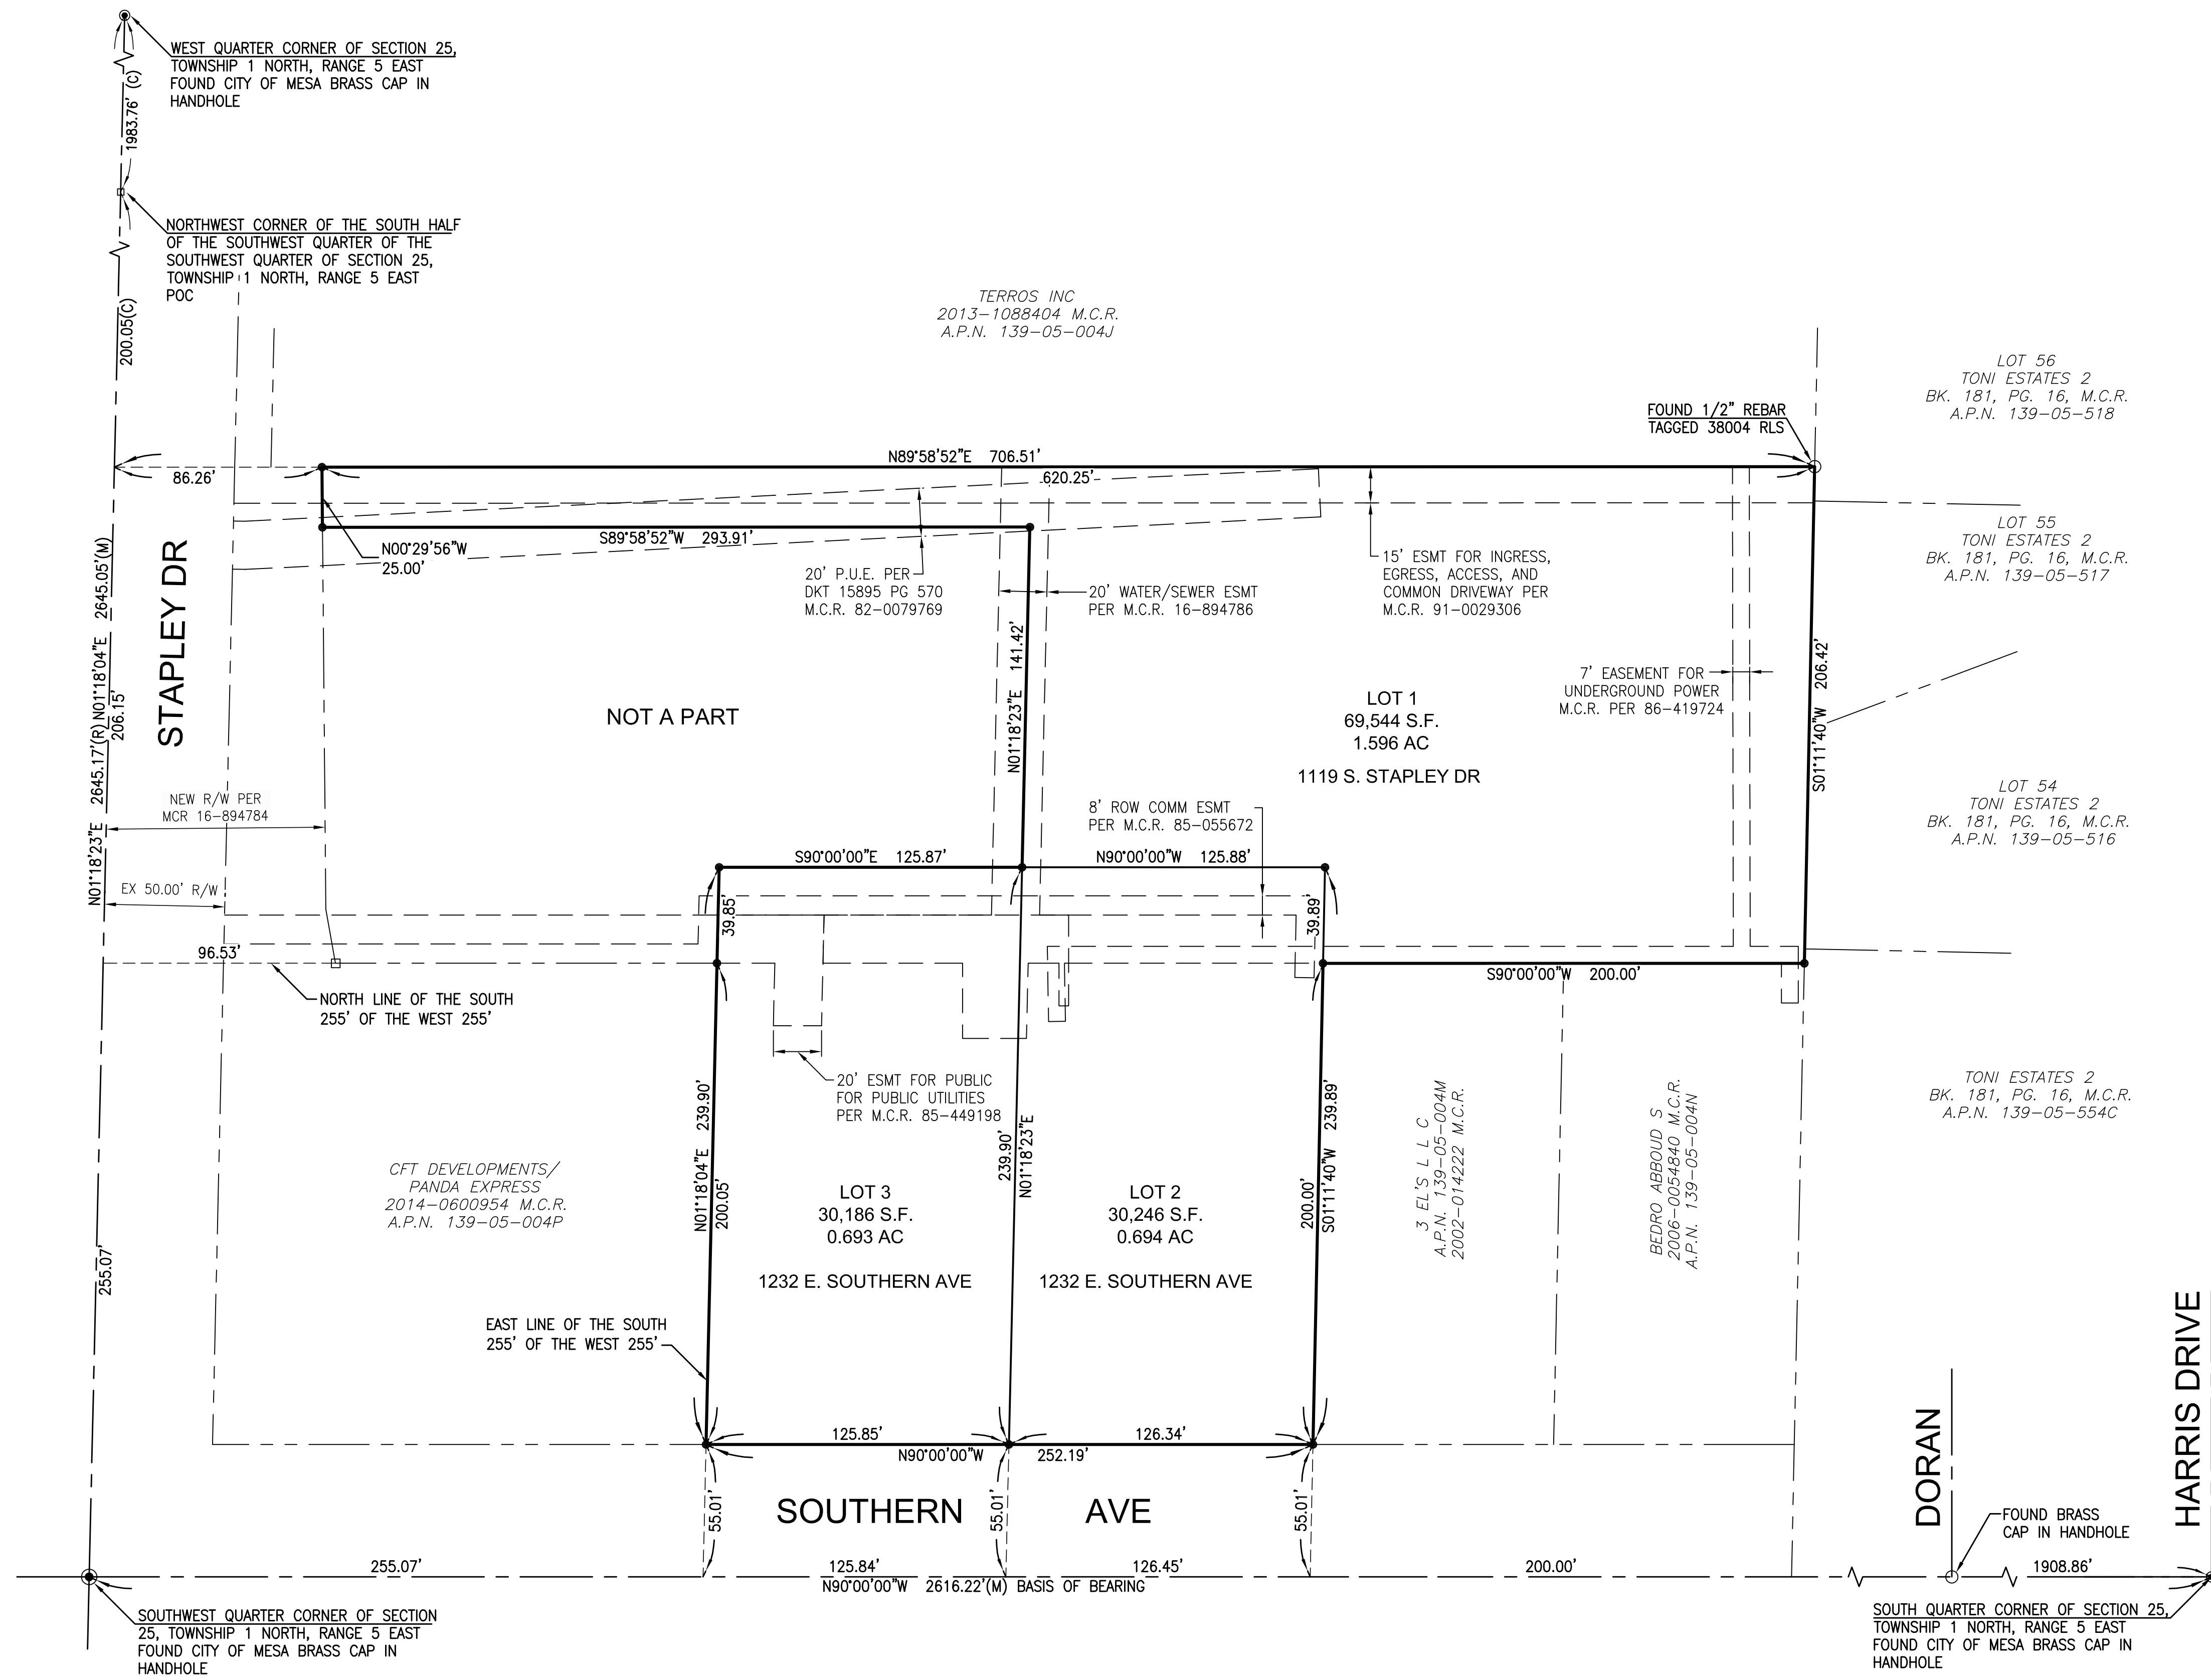 WEST QUARTER CORNER OF SECTION 25,
TOWNSHIP 1 NORTH, RANGE 5 EAST
FOUND CITY OF MESA BRASS CAP IN
HANDHOLE
1983.76' (C)
NORTHWEST CORNER OF THE SOUTH HALF
OF THE SOUTHWEST QUARTER OF THE
SOUTHWEST QUARTER OF SECTION 25,
TOWNSHIP 1 NORTH, RANGE 5 EAST
POC
200.05(C)
TERROS INC
2013-1088404 M.C.R.
A.P.N. 139-05-004J
LOT 56
TONI ESTATES 2
BK. 181, PG. 16, M.C.R.
A.P.N. 139-05-518
FOUND 1/2" REBAR
TAGGED 38004 RLS
N89°58'52"E 706.51'
86.26'
620.25'
S89°58'52"W 293.91'
N00°29'56"W
25.00'
20' P.U.E. PER
DKT 15895 PG 570
M.C.R. 82-0079769
20' WATER/SEWER ESMT
PER M.C.R. 16-894786
15' ESMT FOR INGRESS,
EGRESS, ACCESS, AND
COMMON DRIVEWAY PER
M.C.R. 91-0029306
LOT 55
TONI ESTATES 2
BK. 181, PG. 16, M.C.R.
A.P.N. 139-05-517
STAPLEY DR
N01°18'23"E 2645.17'(R) N01°18'04"E 2645.05'(M)
206.15'
NOT A PART
N01°18'23"E 141.42'
7' EASEMENT FOR
UNDERGROUND POWER
M.C.R. PER 86-419724
LOT 1
69,544 S.F.
1.596 AC
1119 S. STAPLEY DR
S01°11'40"W 206.42'
NEW R/W PER
MCR 16-894784
8' ROW COMM ESMT
PER M.C.R. 85-055672
LOT 54
TONI ESTATES 2
BK. 181, PG. 16, M.C.R.
A.P.N. 139-05-516
S90°00'00"E 125.87'
N90°00'00"W 125.88'
EX 50.00' R/W
39.85'
39.89'
96.53'
S90°00'00"W 200.00'
NORTH LINE OF THE SOUTH
255' OF THE WEST 255'
20' ESMT FOR PUBLIC
FOR PUBLIC UTILITIES
PER M.C.R. 85-449198
TONI ESTATES 2
BK. 181, PG. 16, M.C.R.
A.P.N. 139-05-554C
N01°18'04"E 239.90'
200.05'
239.90'
N01°18'23"E
200.00'
S01°11'40"W 239.89'
3 EL'S L L C
A.P.N. 139-05-004M
2002-014222 M.C.R.
BEDRO ABBOUD S
2006-0054840 M.C.R.
A.P.N. 139-05-004N
CFT DEVELOPMENTS/
PANDA EXPRESS
2014-0600954 M.C.R.
A.P.N. 139-05-004P
LOT 3
30,186 S.F.
0.693 AC
1232 E. SOUTHERN AVE
LOT 2
30,246 S.F.
0.694 AC
1232 E. SOUTHERN AVE
255.07'
EAST LINE OF THE SOUTH
255' OF THE WEST 255'
125.85'
126.34'
N90°00'00"W 252.19'
55.01'
55.01'
55.01'
SOUTHERN AVE
DORAN
HARRIS DRIVE
FOUND BRASS
CAP IN HANDHOLE
255.07'
125.84'
126.45'
200.00'
1908.86'
N90°00'00"W 2616.22'(M) BASIS OF BEARING
SOUTHWEST QUARTER CORNER OF SECTION
25, TOWNSHIP 1 NORTH, RANGE 5 EAST
FOUND CITY OF MESA BRASS CAP IN
HANDHOLE
SOUTH QUARTER CORNER OF SECTION 25,
TOWNSHIP 1 NORTH, RANGE 5 EAST
FOUND CITY OF MESA BRASS CAP IN
HANDHOLE